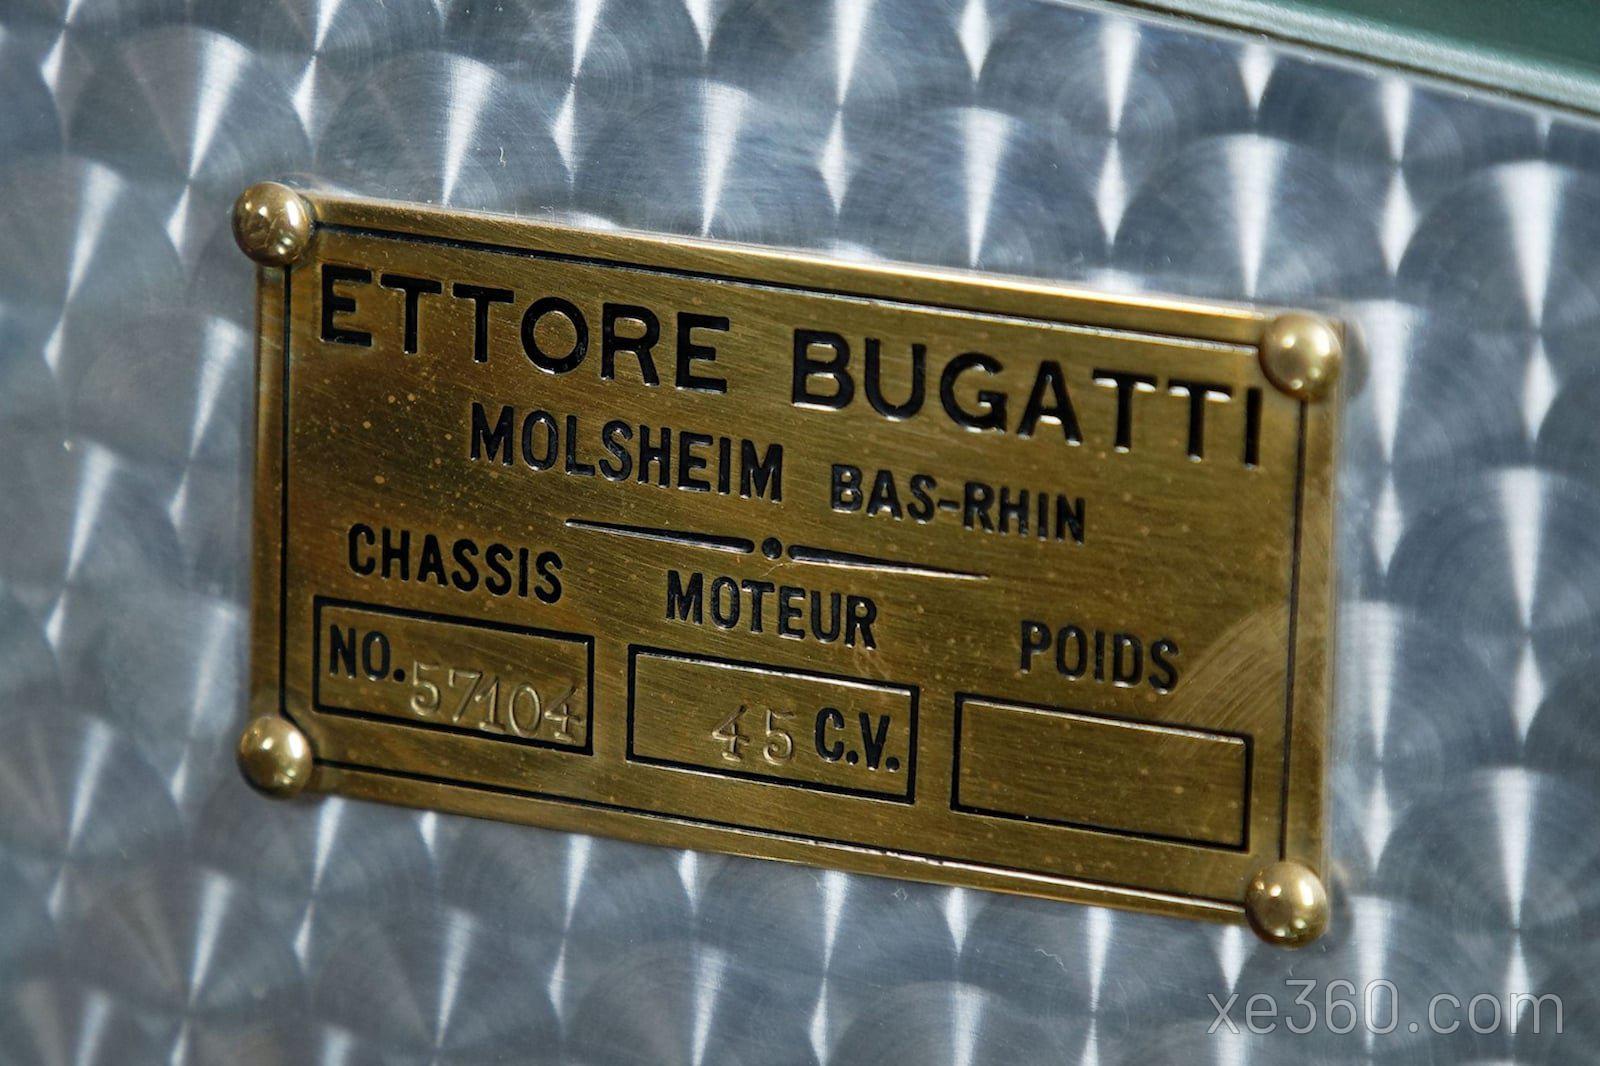 ETTORE BUGATTI
MOLSHEIM BAS-RHIN
CHASSIS MOTEUR POIDS
NO. 57104 45 C.V.
xe360.com